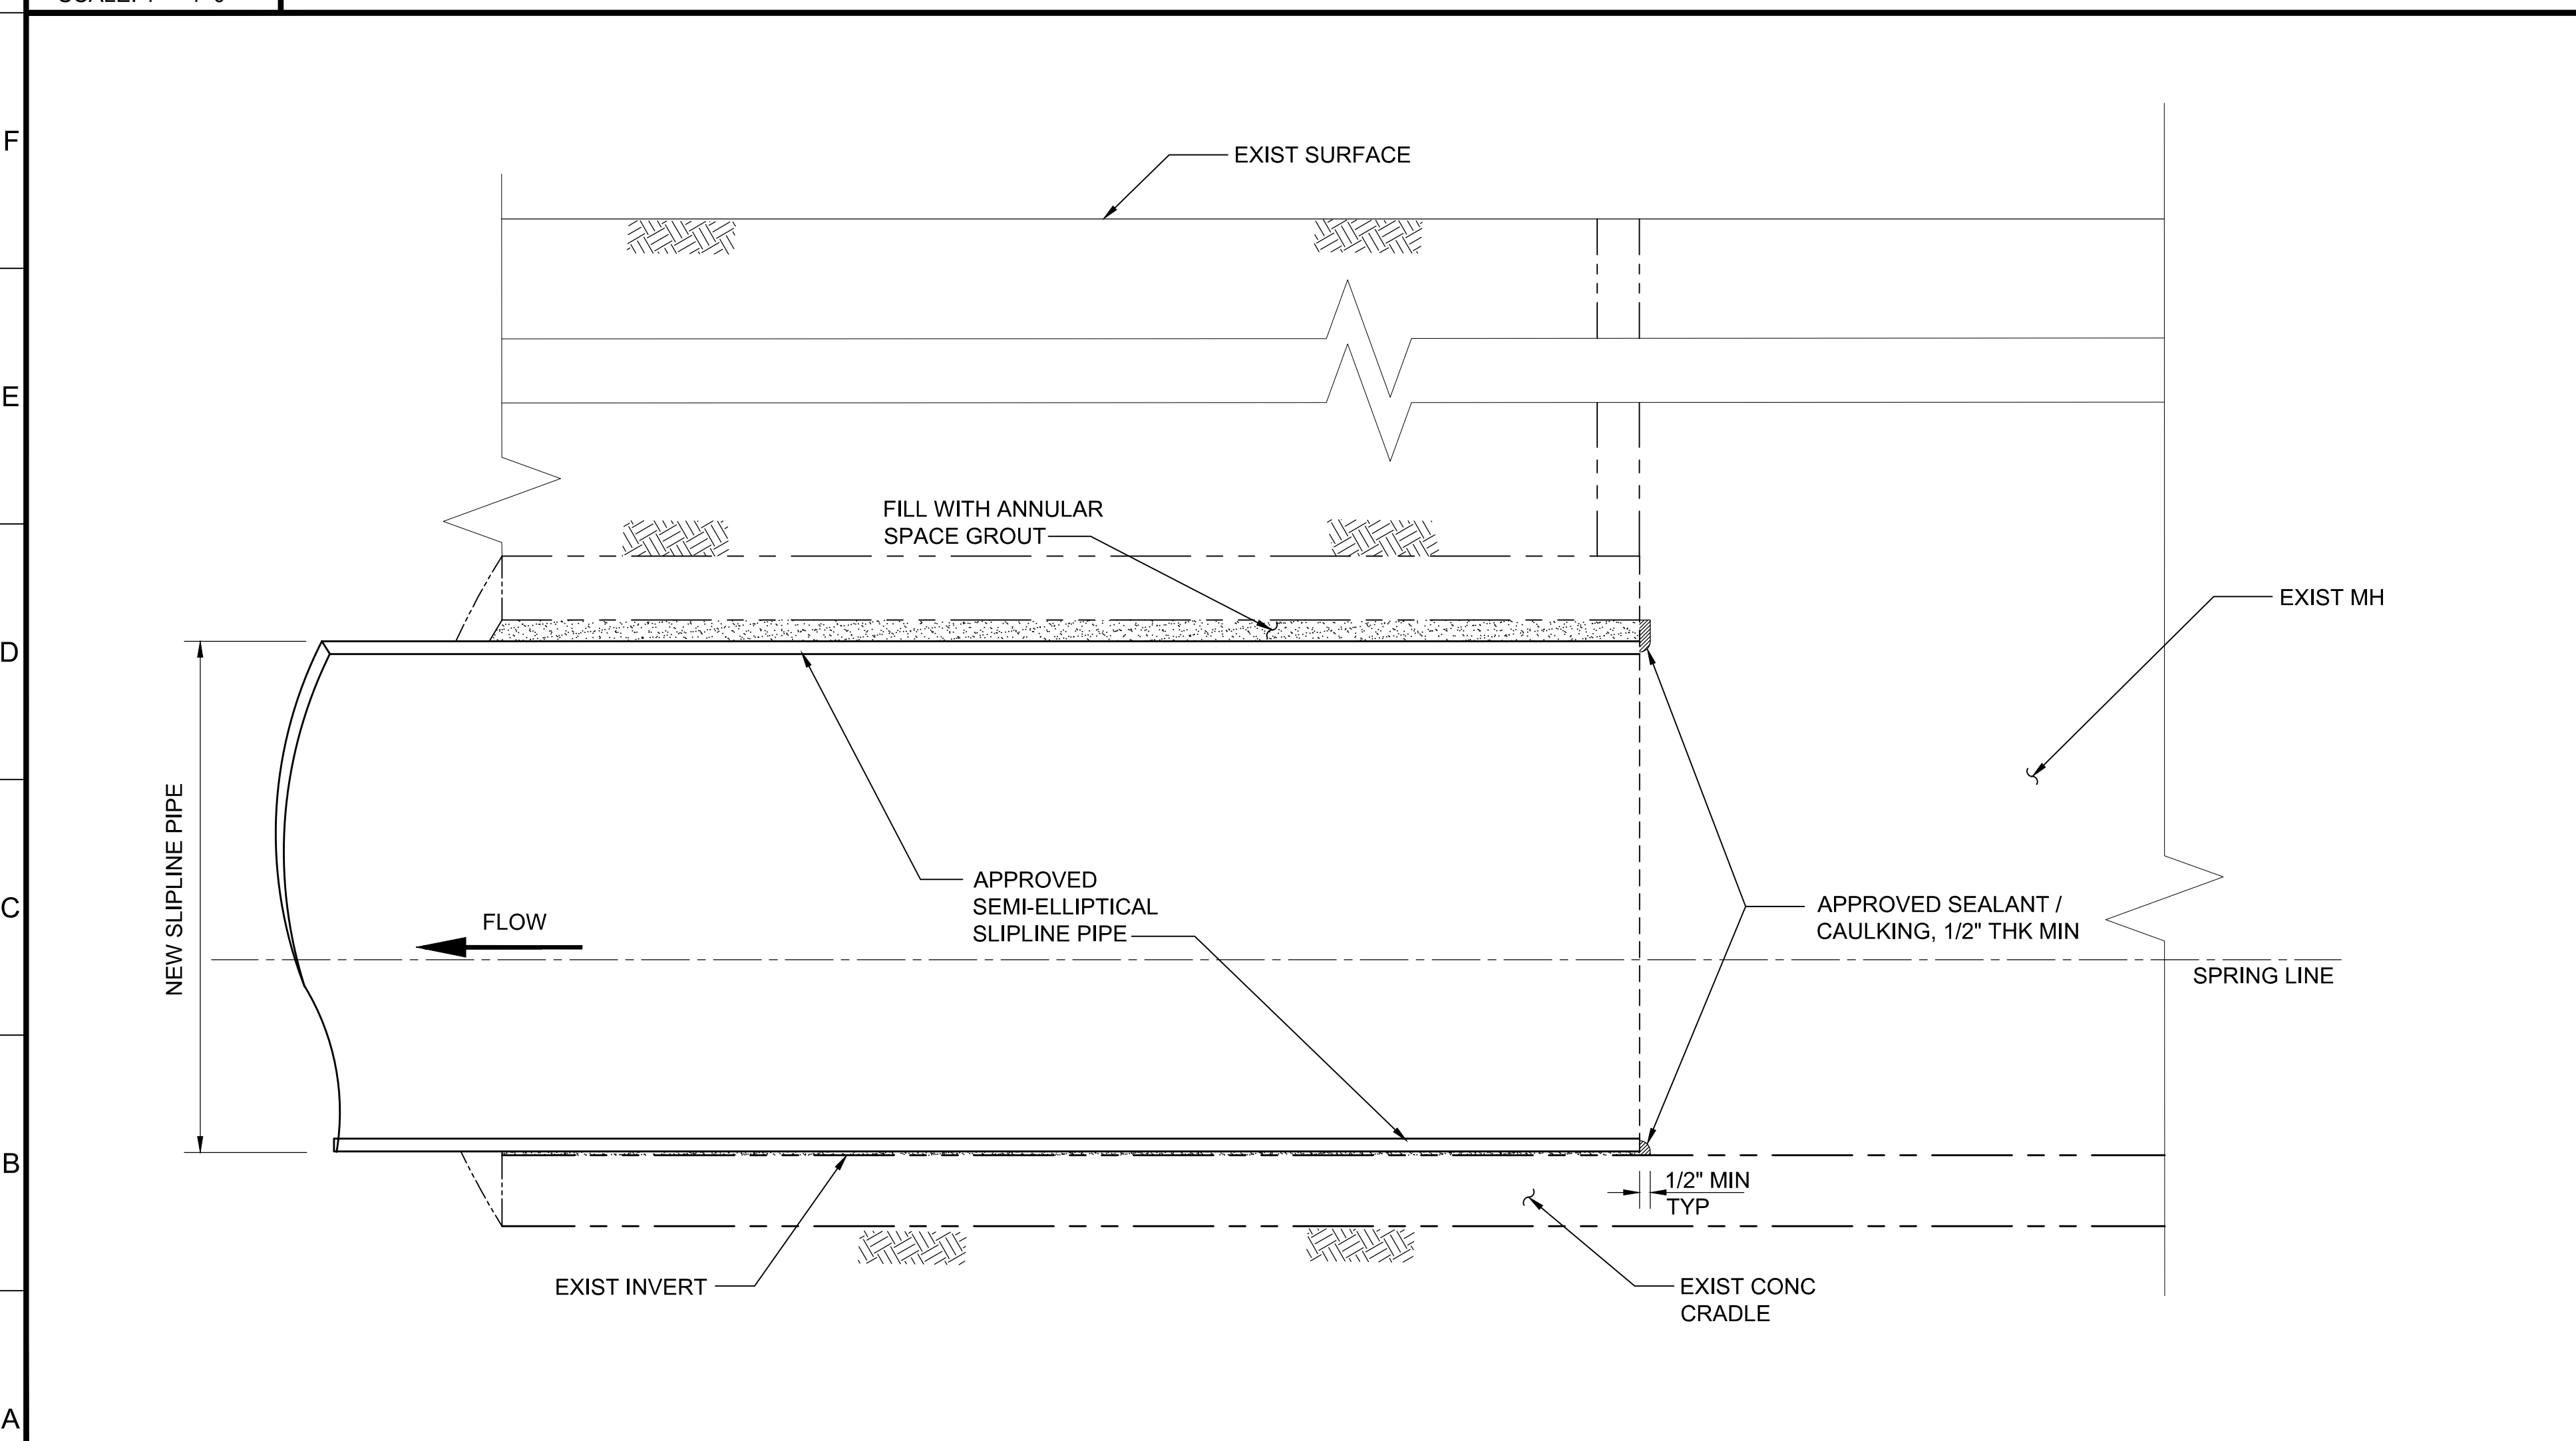 F
EXIST SURFACE
E
FILL WITH ANNULAR
SPACE GROUT
EXIST MH
D
NEW SLIPLINE PIPE
APPROVED
SEMI-ELLIPTICAL
SLIPLINE PIPE
APPROVED SEALANT /
CAULKING, 1/2" THK MIN
C
FLOW
SPRING LINE
B
1/2" MIN
TYP
EXIST INVERT
EXIST CONC
CRADLE
A